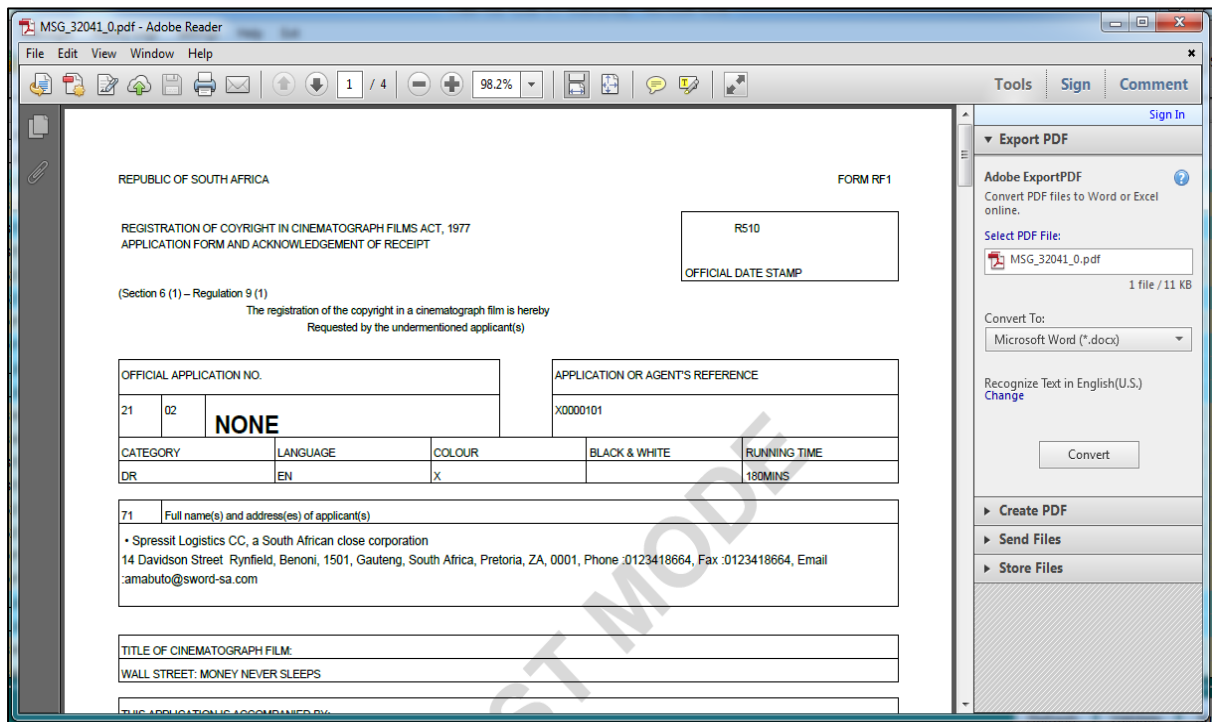 MSG_32041_0.pdf - Adobe Reader
File Edit View Window Help
1 / 4 98.2% Tools Sign Comment
Sign In
Export PDF
Adobe ExportPDF
Convert PDF files to Word or Excel
online.
Select PDF File:
MSG_32041_0.pdf
1 file / 11 KB
Convert To:
Microsoft Word (*.docx)
Recognize Text in English(U.S.)
Change
Convert
Create PDF
Send Files
Store Files
REPUBLIC OF SOUTH AFRICA FORM RF1
REGISTRATION OF COYRIGHT IN CINEMATOGRAPH FILMS ACT, 1977
APPLICATION FORM AND ACKNOWLEDGEMENT OF RECEIPT
R510
OFFICIAL DATE STAMP
(Section 6 (1) – Regulation 9 (1)
The registration of the copyright in a cinematograph film is hereby
Requested by the undermentioned applicant(s)
OFFICIAL APPLICATION NO. APPLICATION OR AGENT'S REFERENCE
21 02 NONE X0000101
CATEGORY LANGUAGE COLOUR BLACK & WHITE RUNNING TIME
DR EN X 180MINS
71 Full name(s) and address(es) of applicant(s)
• Spressit Logistics CC, a South African close corporation
14 Davidson Street Rynfield, Benoni, 1501, Gauteng, South Africa, Pretoria, ZA, 0001, Phone :0123418664, Fax :0123418664, Email
:amabuto@sword-sa.com
TITLE OF CINEMATOGRAPH FILM:
WALL STREET: MONEY NEVER SLEEPS
THIS APPLICATION IS ACCOMPANIED BY:
ST MODE